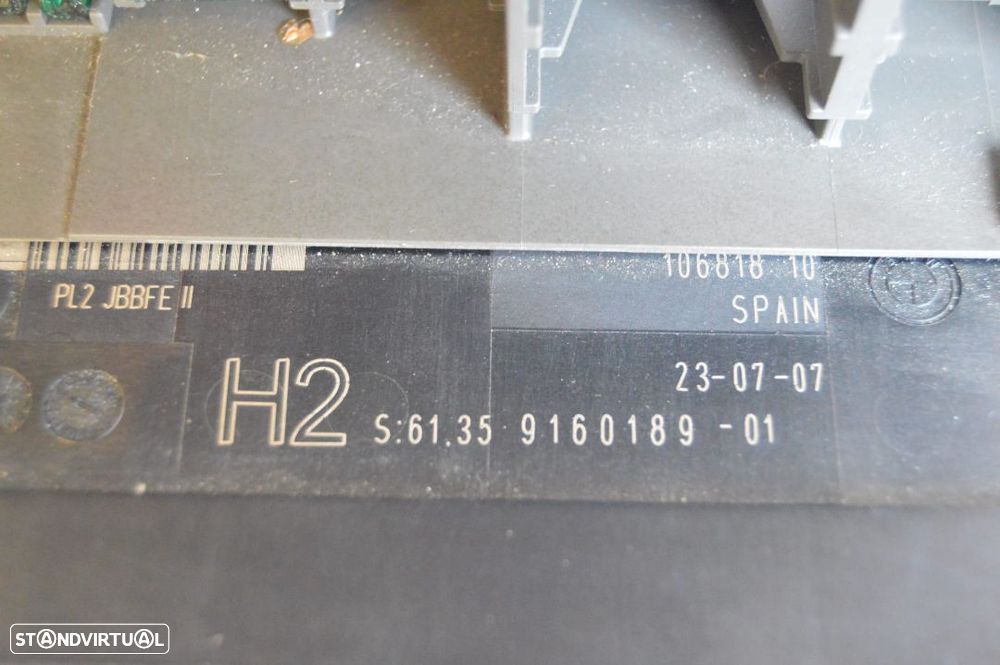 106818 10
PL2 JBBFE II
SPAIN
23-07-07
H2 S:61.35 9160189 -01
STANDVIRTUAL